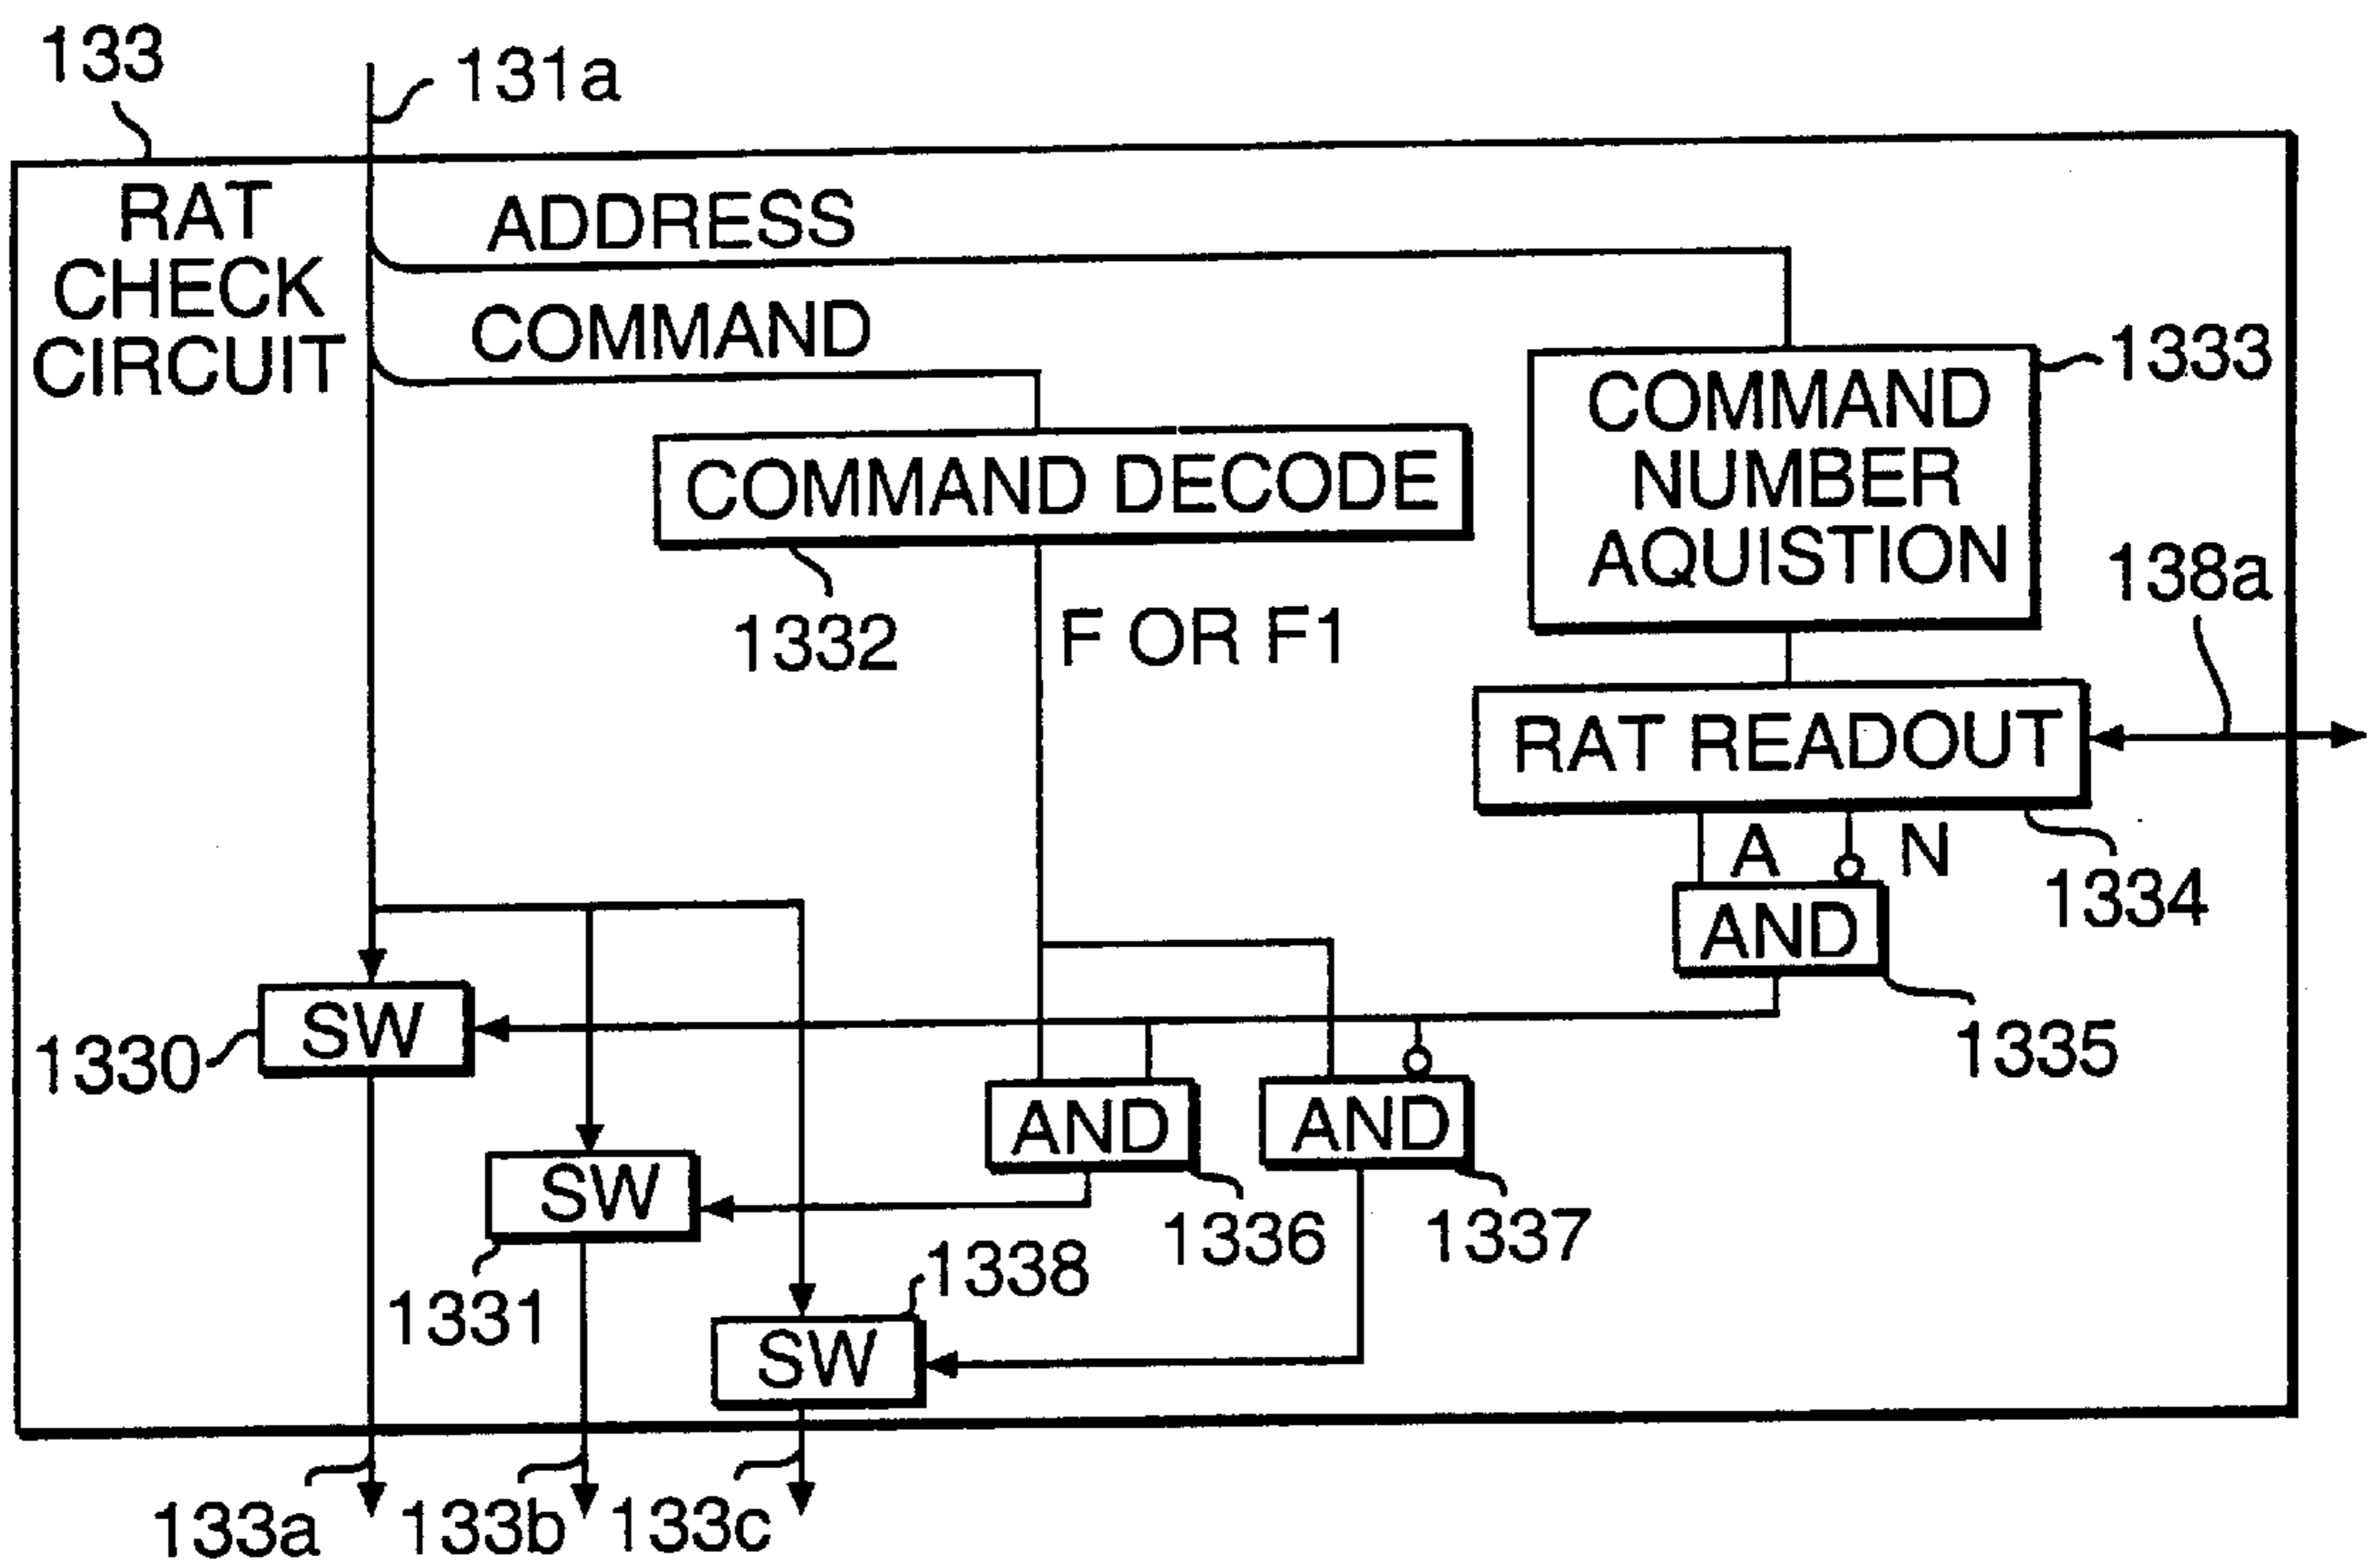 133
131a
RAT
CHECK
CIRCUIT
ADDRESS
COMMAND
1333
COMMAND
NUMBER
AQUISTION
COMMAND DECODE
138a
1332
F OR F1
RAT READOUT
A
N
1334
AND
SW
1330
1335
AND
AND
SW
1336
1337
1338
1331
SW
133a
133b
133c